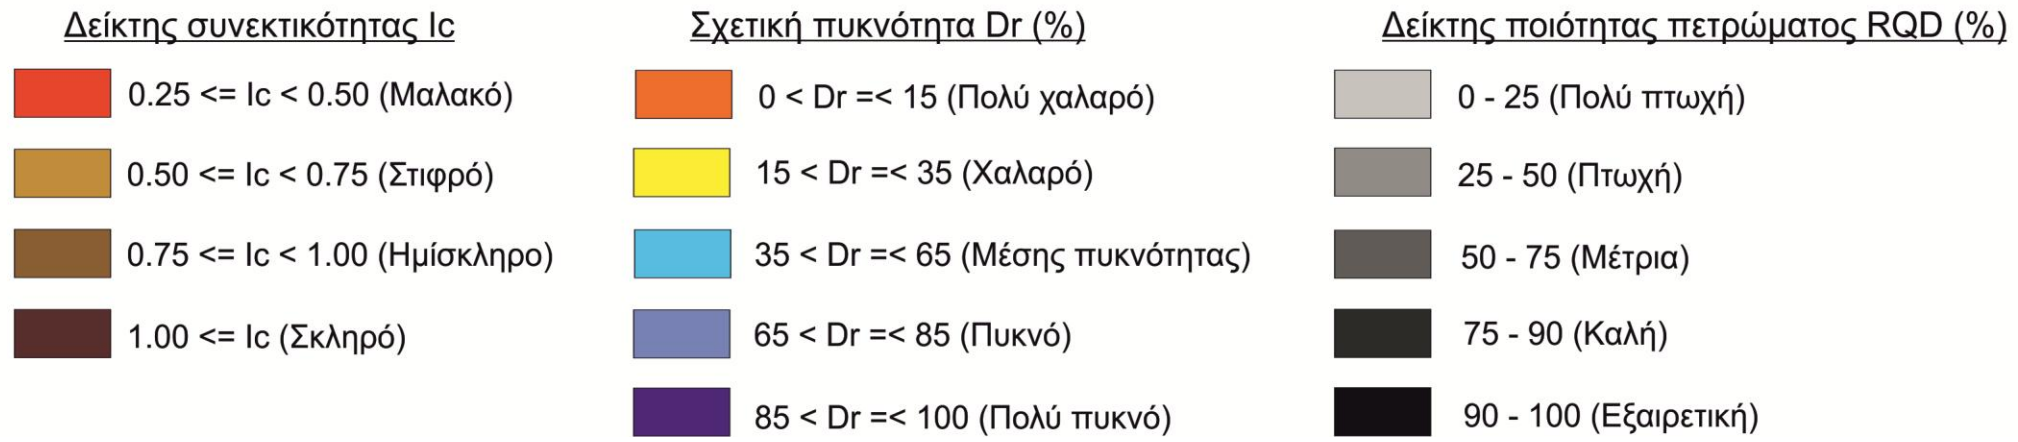 Δείκτης συνεκτικότητας Ic
0.25 <= Ic < 0.50 (Μαλακό)
0.50 <= Ic < 0.75 (Στιφρό)
0.75 <= Ic < 1.00 (Ημίσκληρο)
1.00 <= Ic (Σκληρό)
Σχετική πυκνότητα Dr (%)
0 < Dr =< 15 (Πολύ χαλαρό)
15 < Dr =< 35 (Χαλαρό)
35 < Dr =< 65 (Μέσης πυκνότητας)
65 < Dr =< 85 (Πυκνό)
85 < Dr =< 100 (Πολύ πυκνό)
Δείκτης ποιότητας πετρώματος RQD (%)
0 - 25 (Πολύ πτωχή)
25 - 50 (Πτωχή)
50 - 75 (Μέτρια)
75 - 90 (Καλή)
90 - 100 (Εξαιρετική)